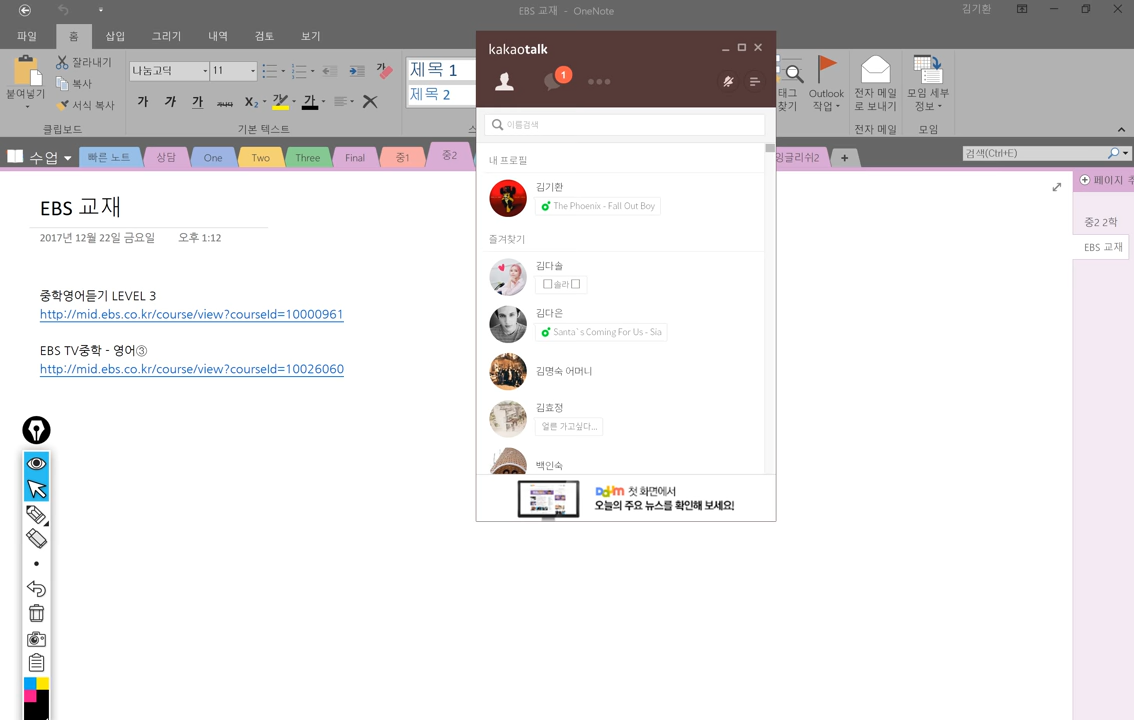 EBS 교재 - OneNote
김기환
파일 홈 삽입 그리기 내역 검토 보기
붙여넣기
잘라내기
복사
서식 복사
클립보드
나눔고딕 11
가 가 가 가나다 X₂ 가 가
기본 텍스트
제목 1
제목 2
태그 찾기
Outlook 작업
전자 메일로 보내기
전자 메일
모임 세부 정보
모임
수업 빠른 노트 상담 One Two Three Final 중1 중2 잉글리쉬2
검색(Ctrl+E)
EBS 교재
2017년 12월 22일 금요일 오후 1:12
중학영어듣기 LEVEL 3
http://mid.ebs.co.kr/course/view?courseId=10000961
EBS TV중학 - 영어③
http://mid.ebs.co.kr/course/view?courseId=10026060
kakaotalk
1
이름검색
내 프로필
김기환
The Phoenix - Fall Out Boy
즐겨찾기
김다솔
□솔라□
김다은
Santa`s Coming For Us - Sia
김명숙 어머니
김효정
얼른 가고싶다...
백인숙
Daum 첫 화면에서
오늘의 주요 뉴스를 확인해 보세요!
페이지 추
중2 2학
EBS 교재